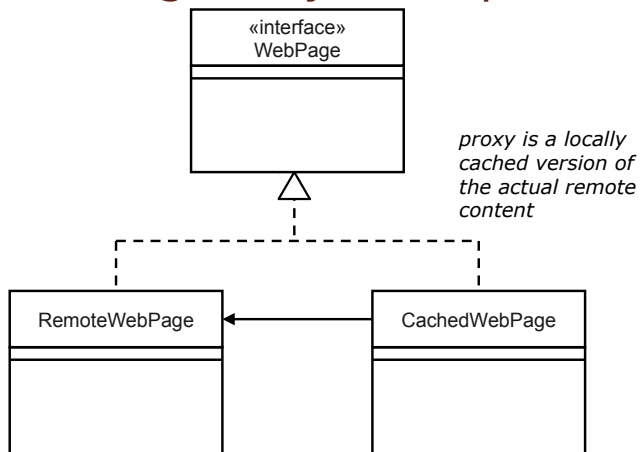 «interface»
WebPage
proxy is a locally
cached version of
the actual remote
content
RemoteWebPage
CachedWebPage